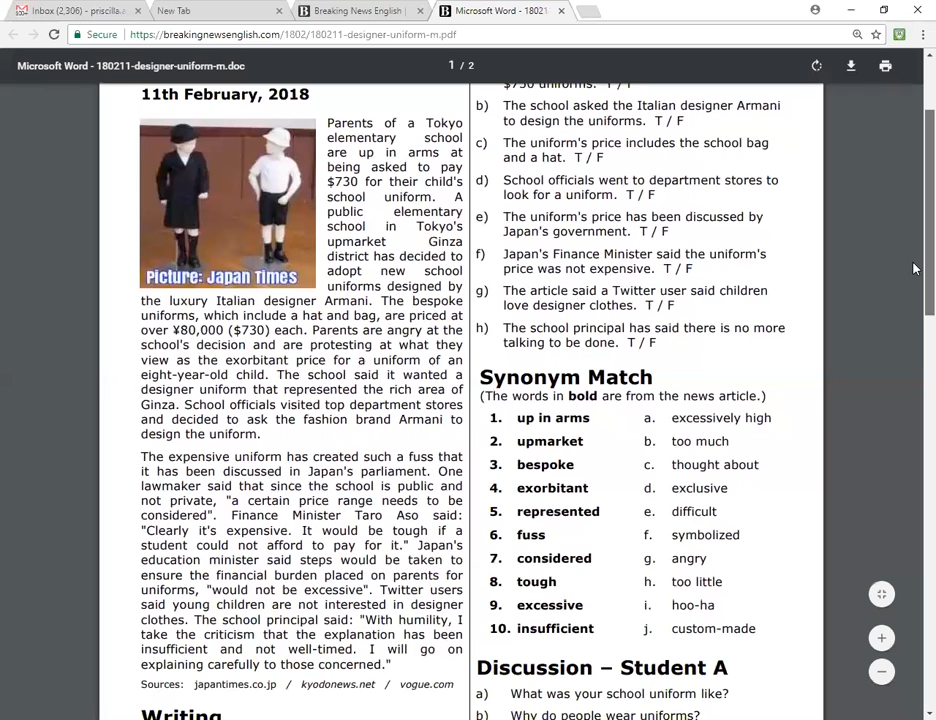 Inbox (2,306) - priscilla.a
New Tab
Breaking News English
Microsoft Word - 18021
Secure
https://breakingnewsenglish.com/1802/180211-designer-uniform-m.pdf
Microsoft Word - 180211-designer-uniform-m.doc
1 / 2
11th February, 2018
Picture: Japan Times
Parents of a Tokyo
elementary school
are up in arms at
being asked to pay
$730 for their child's
school uniform. A
public elementary
school in Tokyo's
upmarket Ginza
district has decided to
adopt new school
uniforms designed by
the luxury Italian designer Armani. The bespoke
uniforms, which include a hat and bag, are priced at
over ¥80,000 ($730) each. Parents are angry at the
school's decision and are protesting at what they
view as the exorbitant price for a uniform of an
eight-year-old child. The school said it wanted a
designer uniform that represented the rich area of
Ginza. School officials visited top department stores
and decided to ask the fashion brand Armani to
design the uniform.
The expensive uniform has created such a fuss that
it has been discussed in Japan's parliament. One
lawmaker said that since the school is public and
not private, "a certain price range needs to be
considered". Finance Minister Taro Aso said:
"Clearly it's expensive. It would be tough if a
student could not afford to pay for it." Japan's
education minister said steps would be taken to
ensure the financial burden placed on parents for
uniforms, "would not be excessive". Twitter users
said young children are not interested in designer
clothes. The school principal said: "With humility, I
take the criticism that the explanation has been
insufficient and not well-timed. I will go on
explaining carefully to those concerned."
Sources: japantimes.co.jp / kyodonews.net / vogue.com
Writing
$730 uniforms. T / F
b) The school asked the Italian designer Armani
to design the uniforms. T / F
c) The uniform's price includes the school bag
and a hat. T / F
d) School officials went to department stores to
look for a uniform. T / F
e) The uniform's price has been discussed by
Japan's government. T / F
f) Japan's Finance Minister said the uniform's
price was not expensive. T / F
g) The article said a Twitter user said children
love designer clothes. T / F
h) The school principal has said there is no more
talking to be done. T / F
Synonym Match
(The words in bold are from the news article.)
1. up in arms a. excessively high
2. upmarket b. too much
3. bespoke c. thought about
4. exorbitant d. exclusive
5. represented e. difficult
6. fuss f. symbolized
7. considered g. angry
8. tough h. too little
9. excessive i. hoo-ha
10. insufficient j. custom-made
Discussion – Student A
a) What was your school uniform like?
b) Why do people wear uniforms?